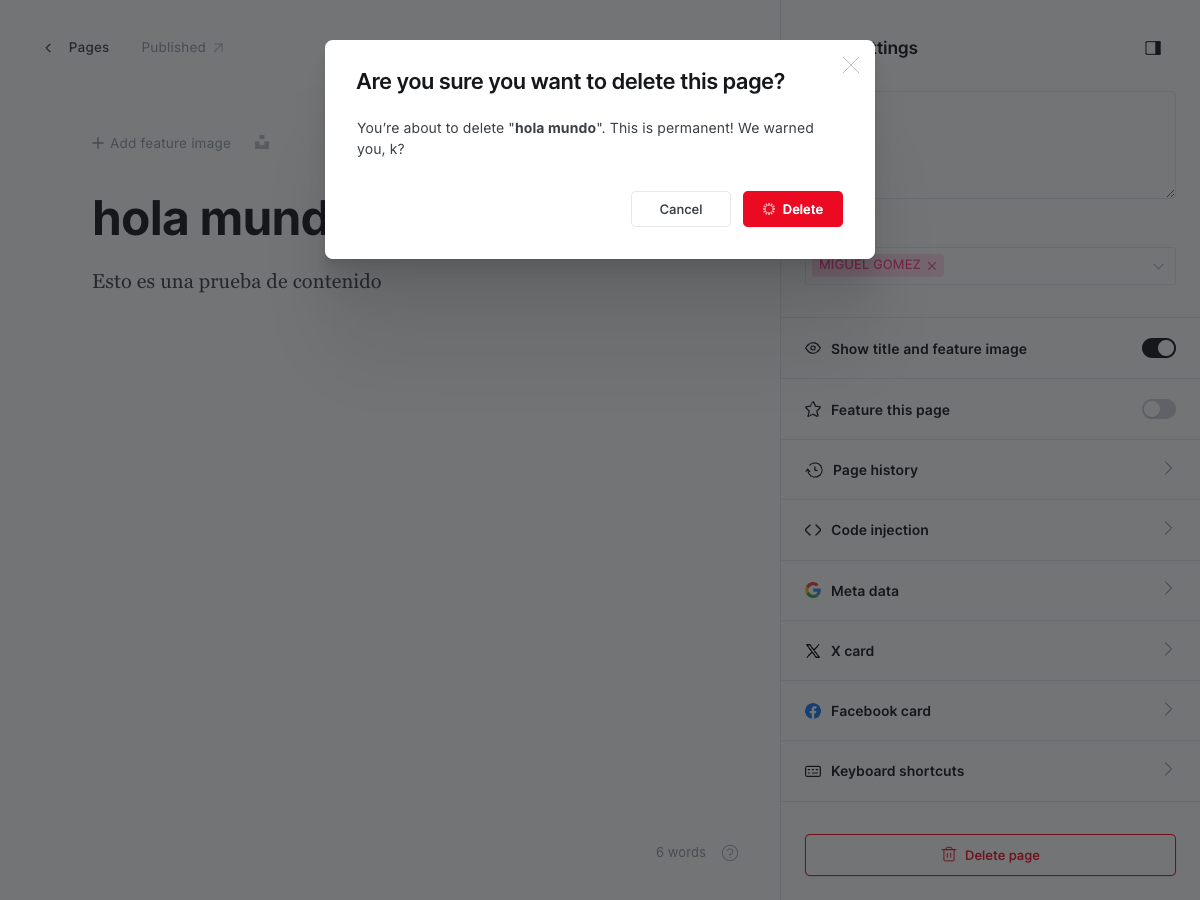 Pages
Published
ttings
Are you sure you want to delete this page?
You're about to delete "hola mundo". This is permanent! We warned
you, k?
Cancel
Delete
Add feature image
hola mund
Esto es una prueba de contenido
MIGUEL GOMEZ
Show title and feature image
Feature this page
Page history
Code injection
Meta data
X card
Facebook card
Keyboard shortcuts
6 words
Delete page